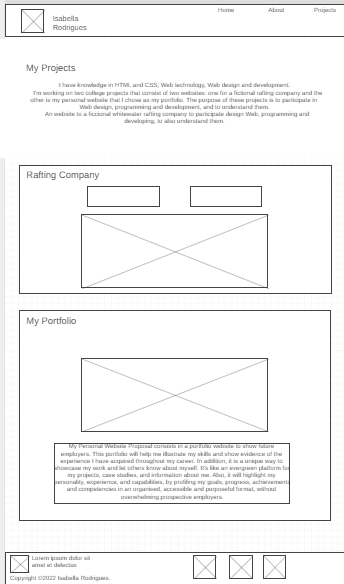 Home About Projects
Isabella
Rodrigues
My Projects
I have knowledge in HTML and CSS, Web technology, Web design and development.
I'm working on two college projects that consist of two websites: one for a fictional rafting company and the
other is my personal website that I chose as my portfolio. The purpose of these projects is to participate in
Web design, programming and development, and to understand them.
An website to a fictional whitewater rafting company to participate design Web, programming and
developing, to also understand them.
Rafting Company
My Portfolio
My Personal Website Proposal consists in a portfolio website to show future
employers. This portfolio will help me illustrate my skills and show evidence of the
experience I have acquired throughout my career. In addition, it is a unique way to
showcase my work and let others know about myself. It's like an evergreen platform for
my projects, case studies, and information about me. Also, it will highlight my
personality, experience, and capabilities, by profiling my goals, progress, achievements
and competencies in an organised, accessible and purposeful format, without
overwhelming prospective employers.
Lorem ipsum dolor sit
amet et delectus
Copyright ©2022 Isabella Rodrigues.